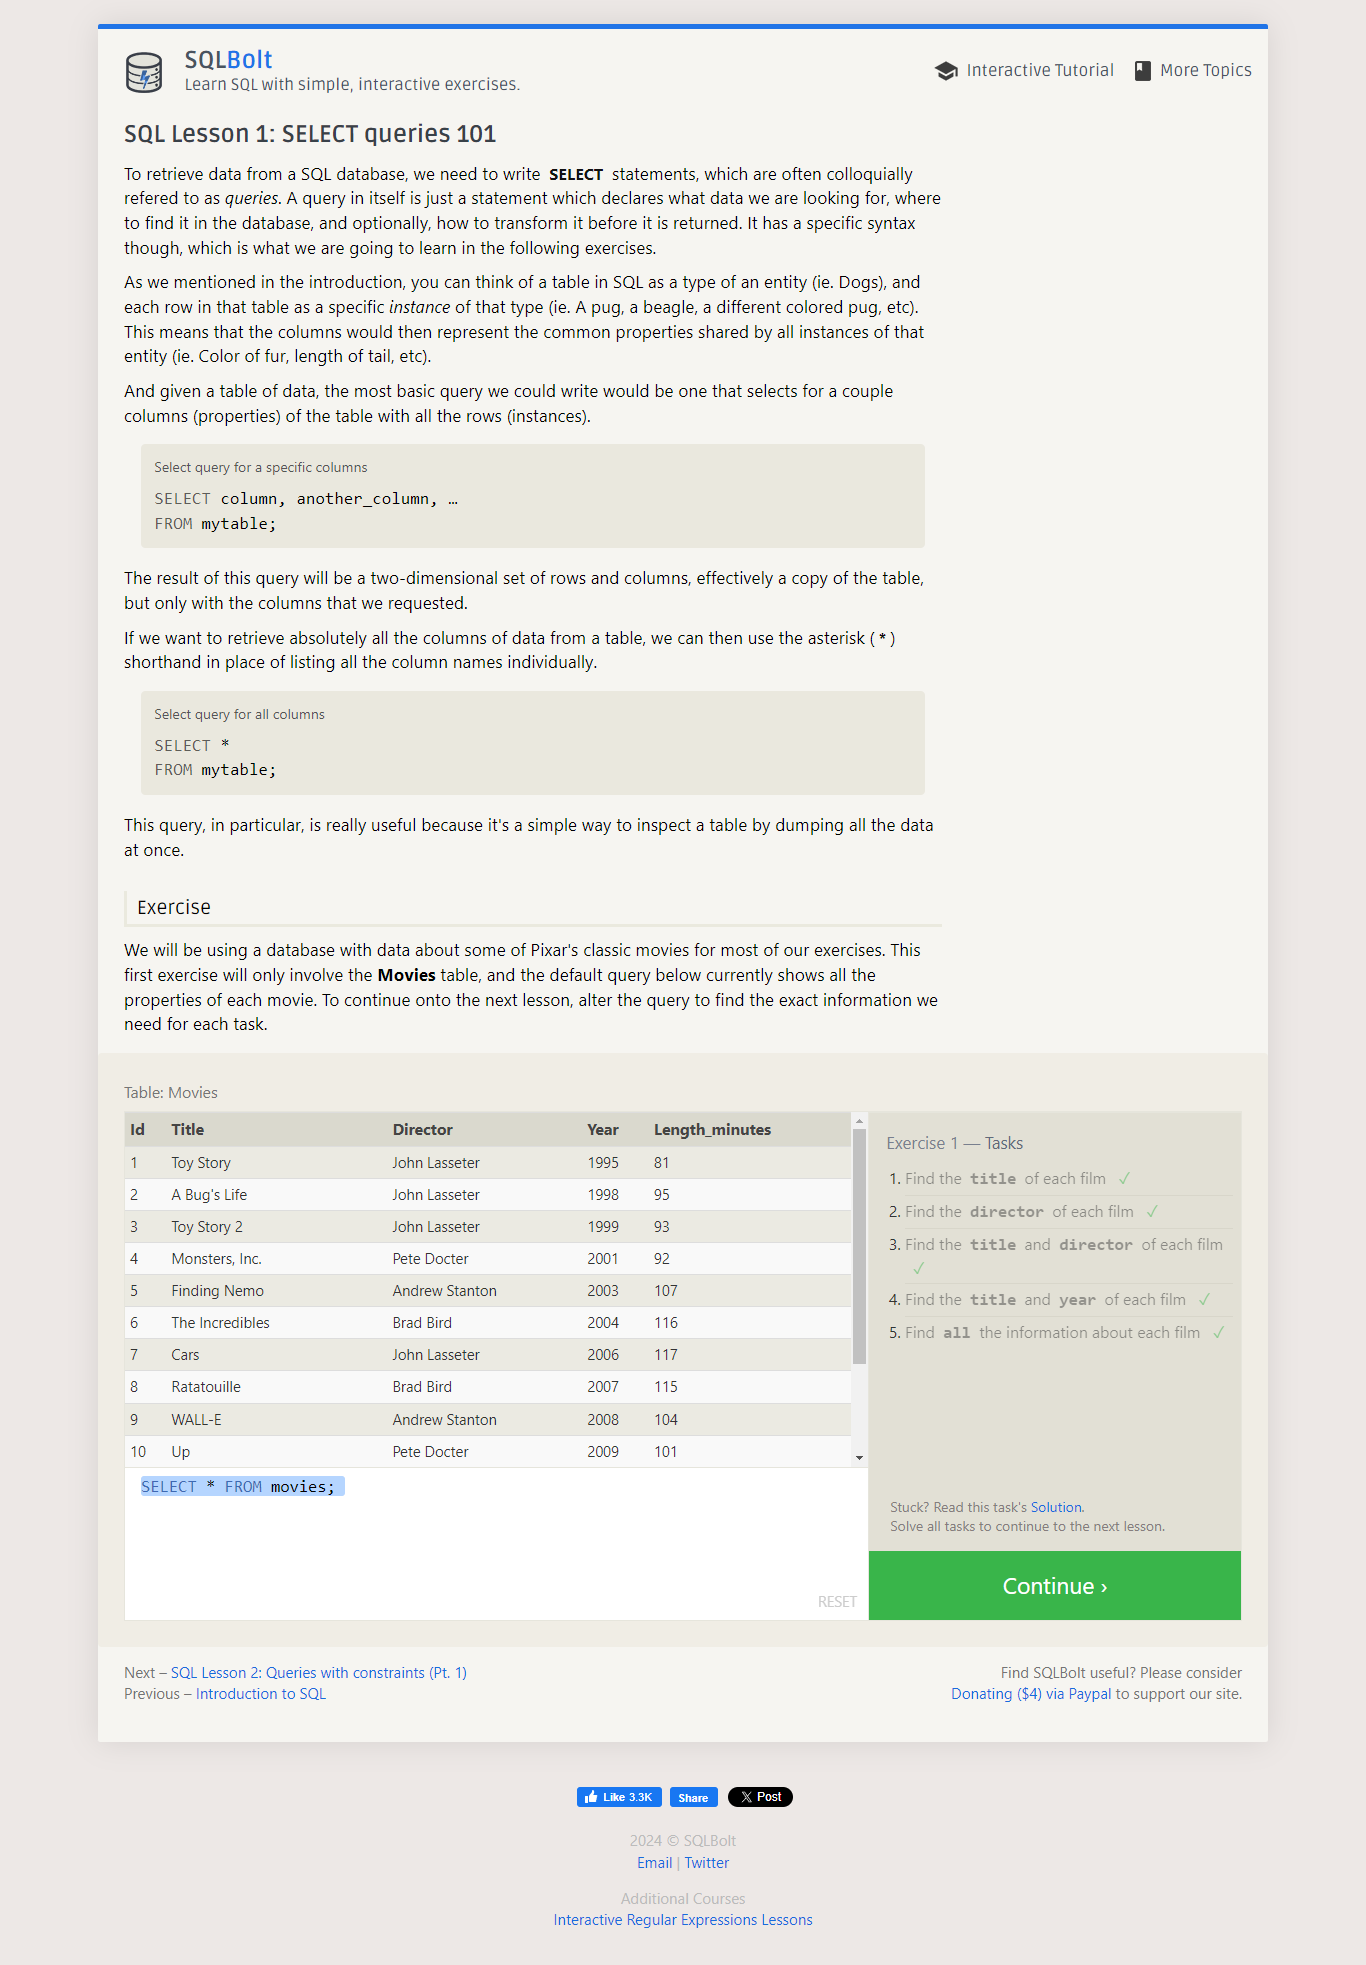 SQLBolt
Learn SQL with simple, interactive exercises.
Interactive Tutorial
More Topics
SQL Lesson 1: SELECT queries 101
To retrieve data from a SQL database, we need to write SELECT statements, which are often colloquially
refered to as queries. A query in itself is just a statement which declares what data we are looking for, where
to find it in the database, and optionally, how to transform it before it is returned. It has a specific syntax
though, which is what we are going to learn in the following exercises.
As we mentioned in the introduction, you can think of a table in SQL as a type of an entity (ie. Dogs), and
each row in that table as a specific instance of that type (ie. A pug, a beagle, a different colored pug, etc).
This means that the columns would then represent the common properties shared by all instances of that
entity (ie. Color of fur, length of tail, etc).
And given a table of data, the most basic query we could write would be one that selects for a couple
columns (properties) of the table with all the rows (instances).
Select query for a specific columns
SELECT column, another_column, …
FROM mytable;
The result of this query will be a two-dimensional set of rows and columns, effectively a copy of the table,
but only with the columns that we requested.
If we want to retrieve absolutely all the columns of data from a table, we can then use the asterisk (*)
shorthand in place of listing all the column names individually.
Select query for all columns
SELECT *
FROM mytable;
This query, in particular, is really useful because it's a simple way to inspect a table by dumping all the data
at once.
Exercise
We will be using a database with data about some of Pixar's classic movies for most of our exercises. This
first exercise will only involve the Movies table, and the default query below currently shows all the
properties of each movie. To continue onto the next lesson, alter the query to find the exact information we
need for each task.
Table: Movies
Id Title Director Year Length_minutes
1 Toy Story John Lasseter 1995 81
2 A Bug's Life John Lasseter 1998 95
3 Toy Story 2 John Lasseter 1999 93
4 Monsters, Inc. Pete Docter 2001 92
5 Finding Nemo Andrew Stanton 2003 107
6 The Incredibles Brad Bird 2004 116
7 Cars John Lasseter 2006 117
8 Ratatouille Brad Bird 2007 115
9 WALL-E Andrew Stanton 2008 104
10 Up Pete Docter 2009 101
SELECT * FROM movies;
RESET
Exercise 1 — Tasks
1. Find the title of each film ✓
2. Find the director of each film ✓
3. Find the title and director of each film
✓
4. Find the title and year of each film ✓
5. Find all the information about each film ✓
Stuck? Read this task's Solution.
Solve all tasks to continue to the next lesson.
Continue ›
Next – SQL Lesson 2: Queries with constraints (Pt. 1)
Previous – Introduction to SQL
Find SQLBolt useful? Please consider
Donating ($4) via Paypal to support our site.
Like 3.3K
Share
X Post
2024 © SQLBolt
Email | Twitter
Additional Courses
Interactive Regular Expressions Lessons